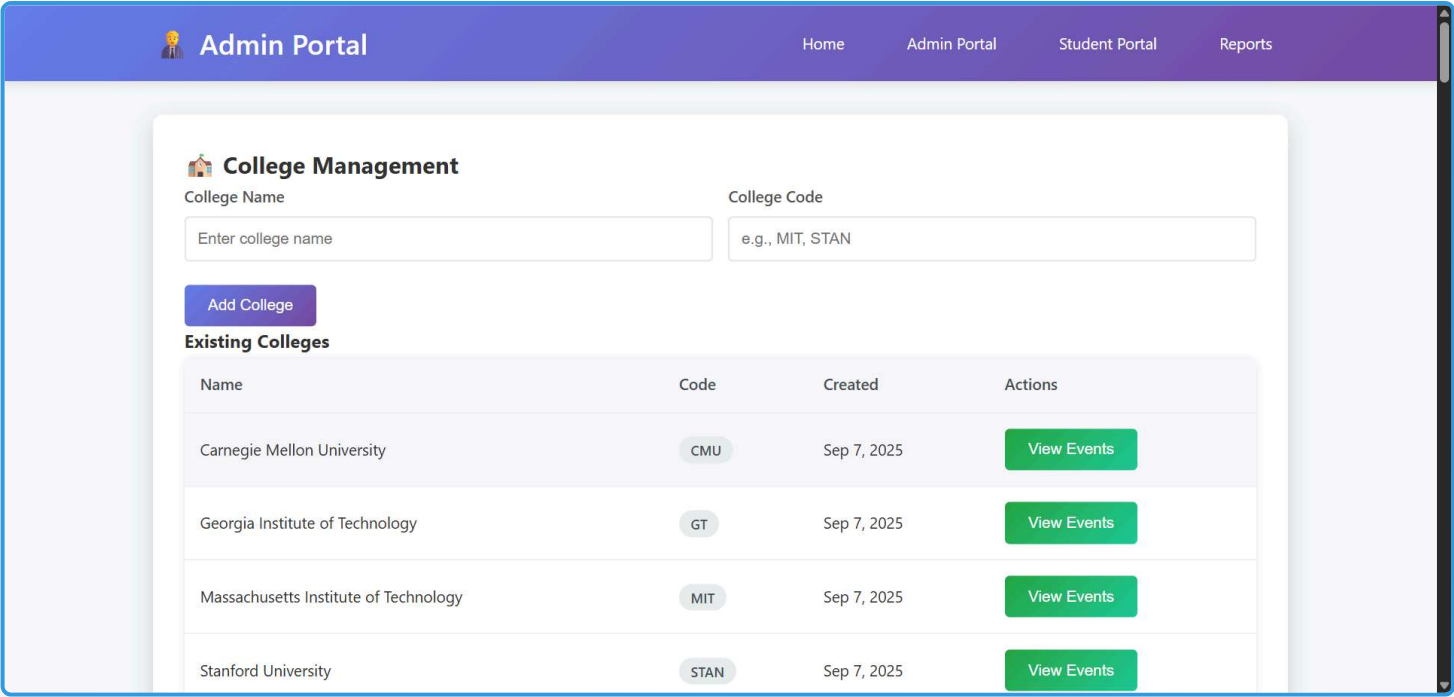 Admin Portal
Home Admin Portal Student Portal Reports
College Management
College Name College Code
Enter college name e.g., MIT, STAN
Add College
Existing Colleges
Name Code Created Actions
Carnegie Mellon University CMU Sep 7, 2025 View Events
Georgia Institute of Technology GT Sep 7, 2025 View Events
Massachusetts Institute of Technology MIT Sep 7, 2025 View Events
Stanford University STAN Sep 7, 2025 View Events